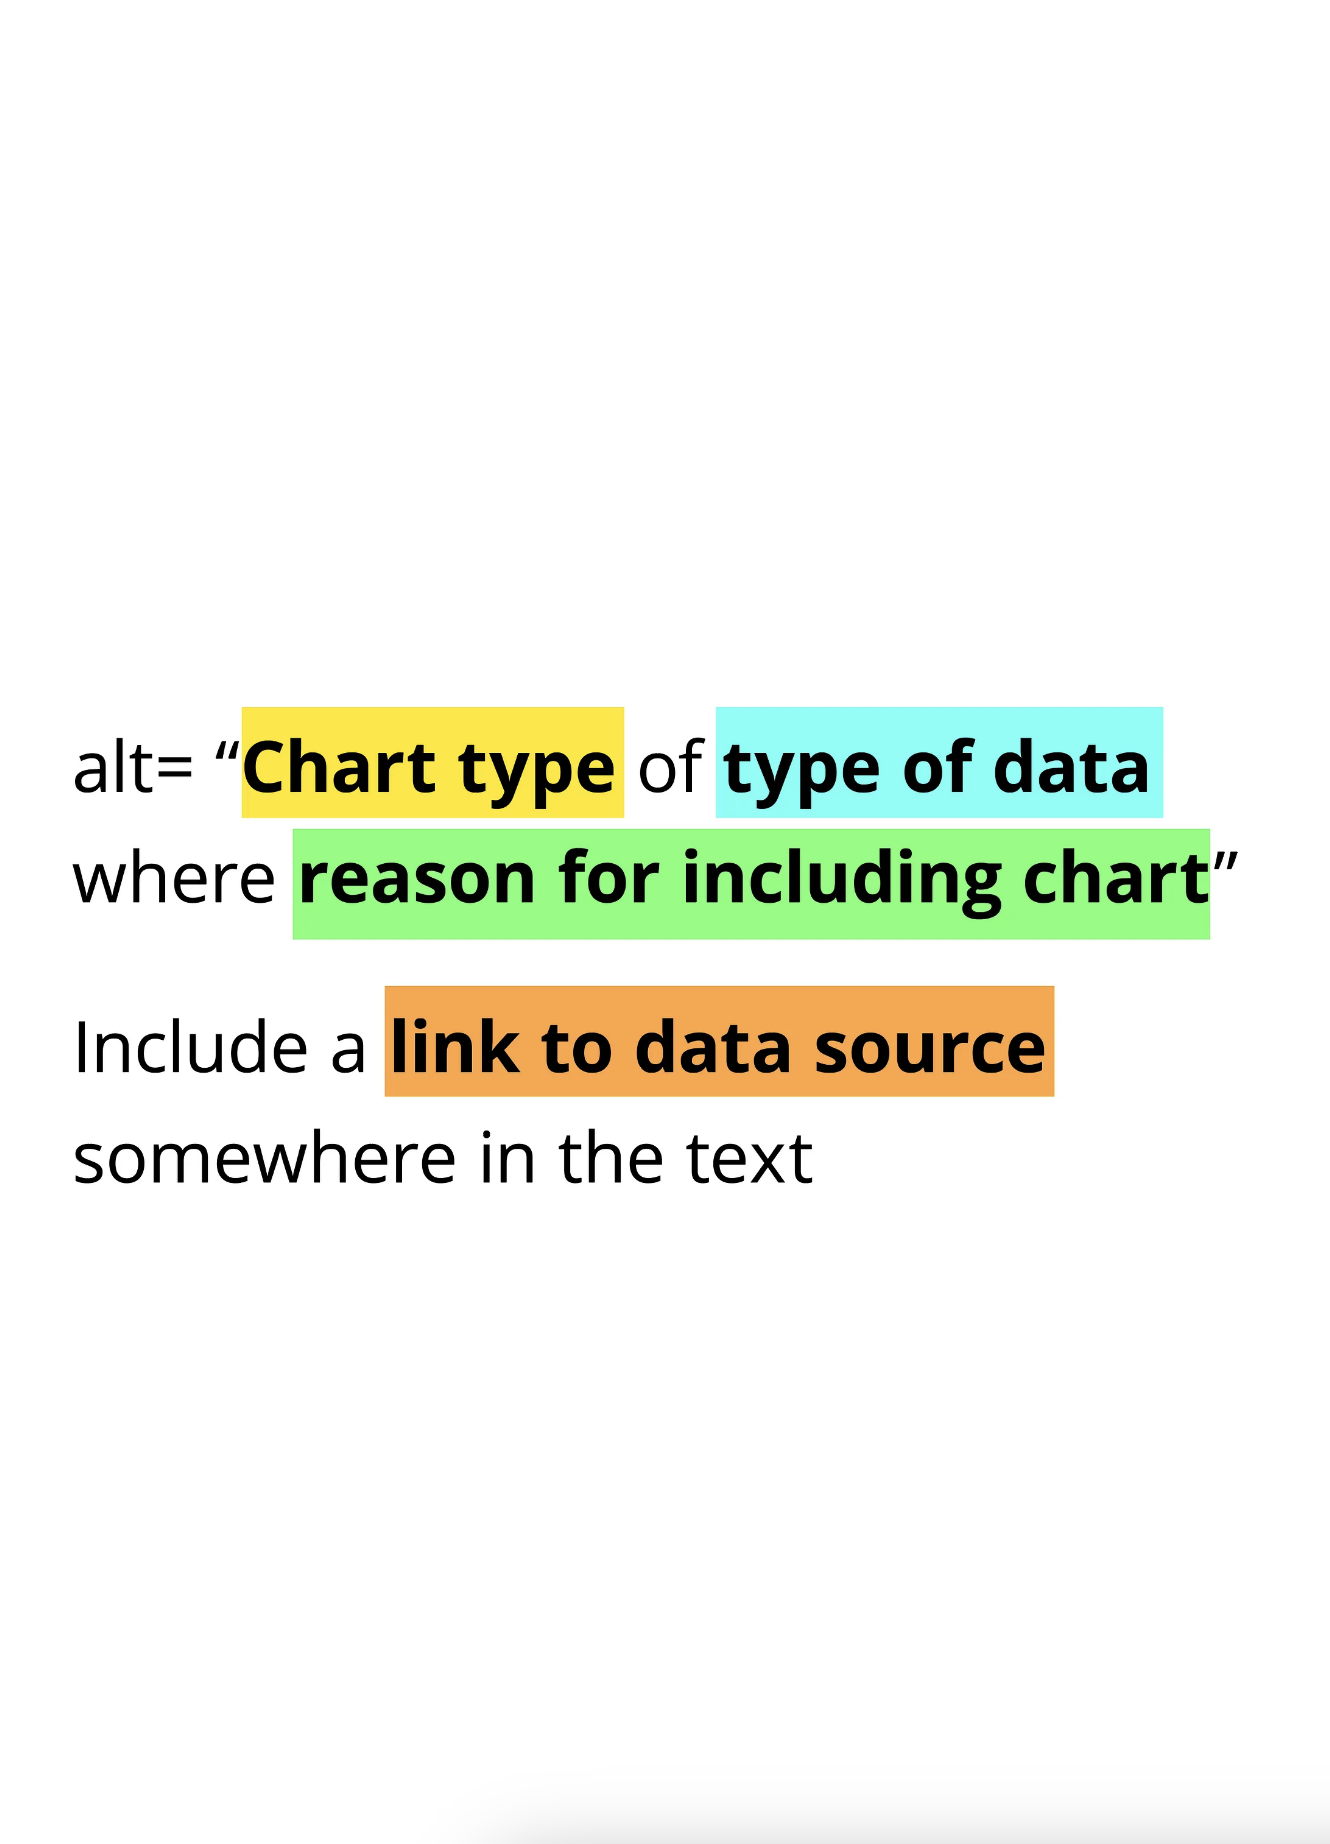 alt= “Chart type of type of data
where reason for including chart”
Include a link to data source
somewhere in the text